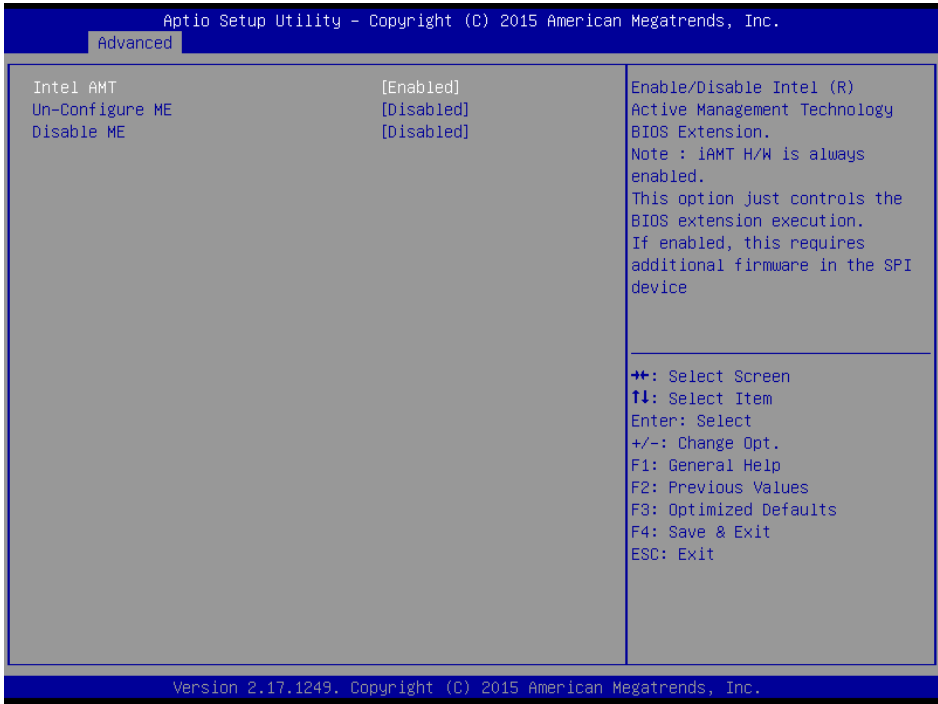 Aptio Setup Utility – Copyright (C) 2015 American Megatrends, Inc.
Advanced
Intel AMT [Enabled]
Un-Configure ME [Disabled]
Disable ME [Disabled]
Enable/Disable Intel (R)
Active Management Technology
BIOS Extension.
Note : iAMT H/W is always
enabled.
This option just controls the
BIOS extension execution.
If enabled, this requires
additional firmware in the SPI
device
→←: Select Screen
↑↓: Select Item
Enter: Select
+/-: Change Opt.
F1: General Help
F2: Previous Values
F3: Optimized Defaults
F4: Save & Exit
ESC: Exit
Version 2.17.1249. Copyright (C) 2015 American Megatrends, Inc.